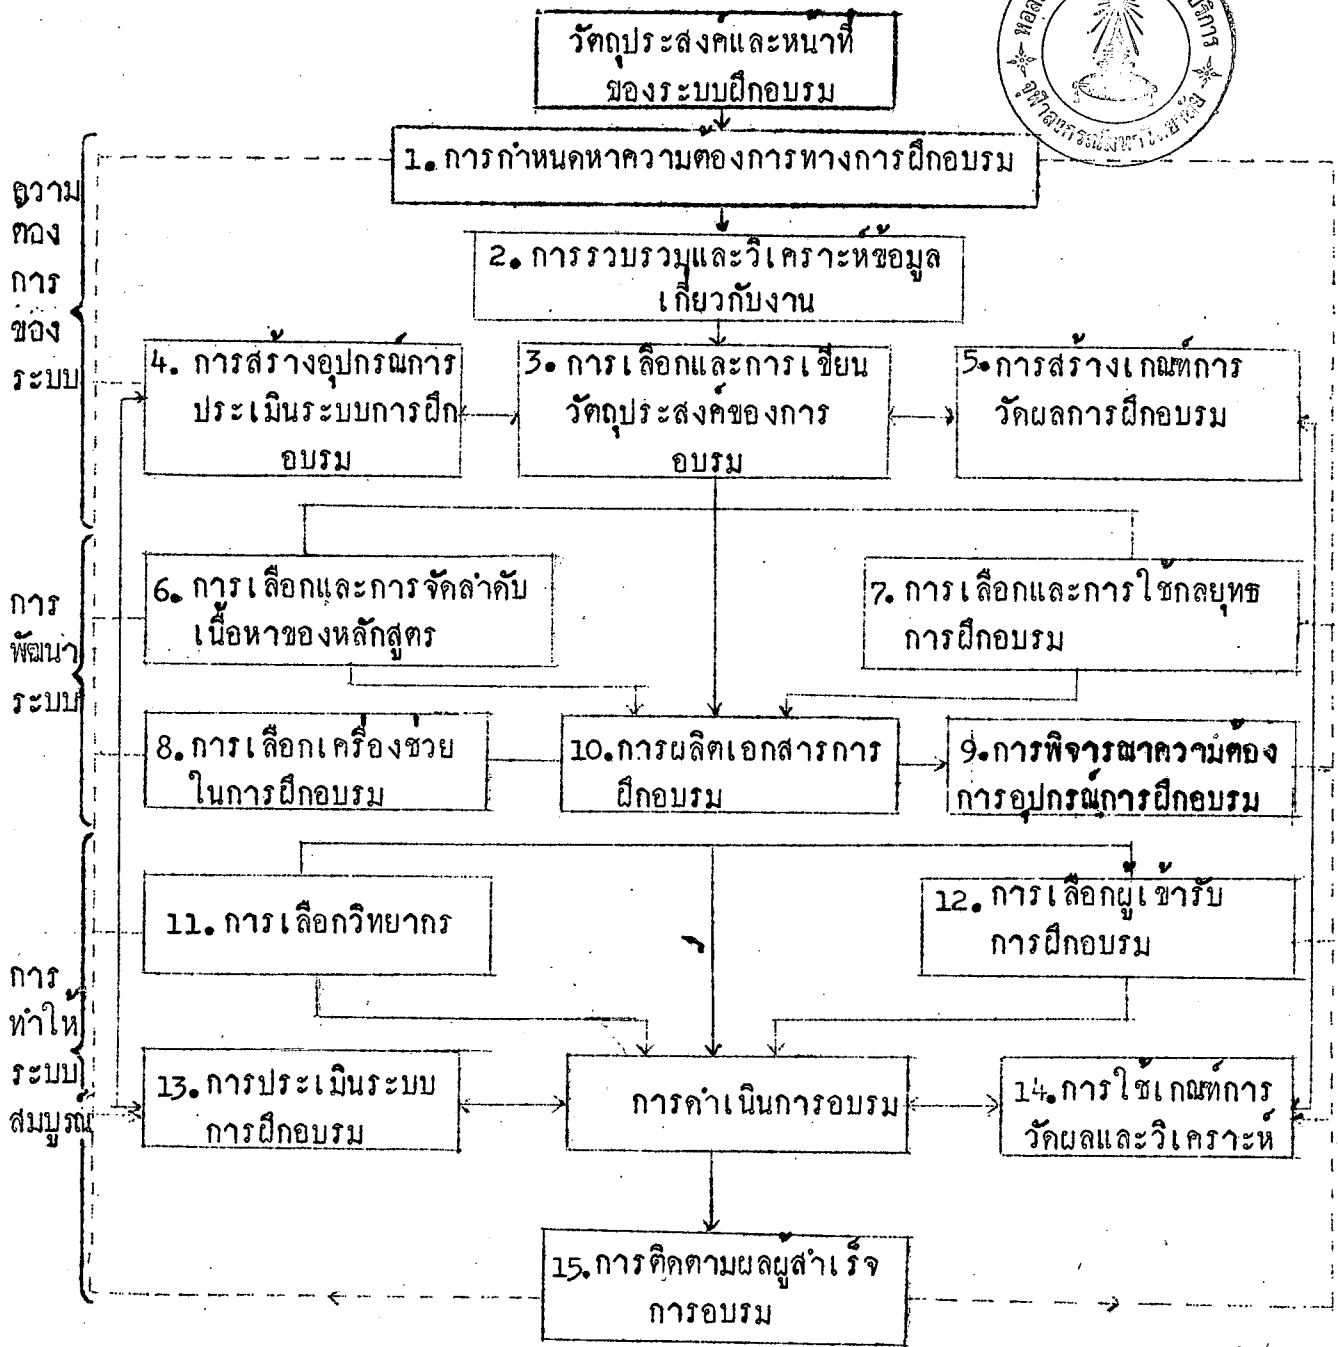 วัตถุประสงค์และหน้าที่
ของระบบฝึกอบรม
1. การกำหนดหาความต้องการทางการฝึกอบรม
2. การรวบรวมและวิเคราะห์ข้อมูล
เกี่ยวกับงาน
ความ
ต้อง
การ
ของ
ระบบ
4. การสร้างอุปกรณ์การ
ประเมินระบบการฝึก
อบรม
3. การเลือกและการเขียน
วัตถุประสงค์ของการ
อบรม
5. การสร้างเกณฑ์การ
วัดผลการฝึกอบรม
การ
พัฒนา
ระบบ
6. การเลือกและการจัดลำดับ
เนื้อหาของหลักสูตร
7. การเลือกและการใช้กลยุทธ
การฝึกอบรม
8. การเลือกเครื่องช่วย
ในการฝึกอบรม
10. การผลิตเอกสารการ
ฝึกอบรม
9. การพิจารณาความต้อง
การอุปกรณ์การฝึกอบรม
การ
ทำให้
ระบบ
สมบูรณ์
11. การเลือกวิทยากร
12. การเลือกผู้เข้ารับ
การฝึกอบรม
13. การประเมินระบบ
การฝึกอบรม
การดำเนินการอบรม
14. การใช้เกณฑ์การ
วัดผลและวิเคราะห์
15. การติดตามผลผู้สำเร็จ
การอบรม
จุฬาลงกรณ์มหาวิทยาลัย